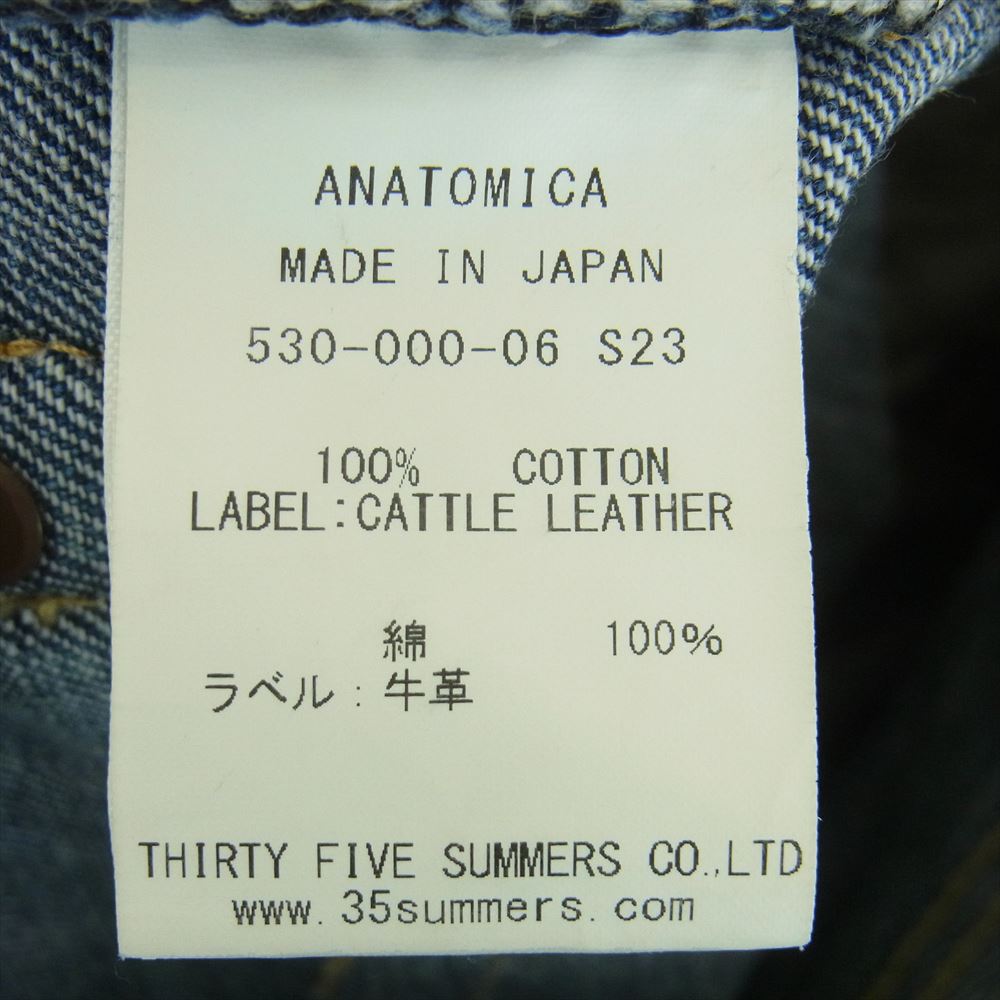 ANATOMICA
MADE IN JAPAN
530-000-06 S23
100% COTTON
LABEL:CATTLE LEATHER
綿 100%
ラベル：牛革
THIRTY FIVE SUMMERS CO.,LTD
www.35summers.com